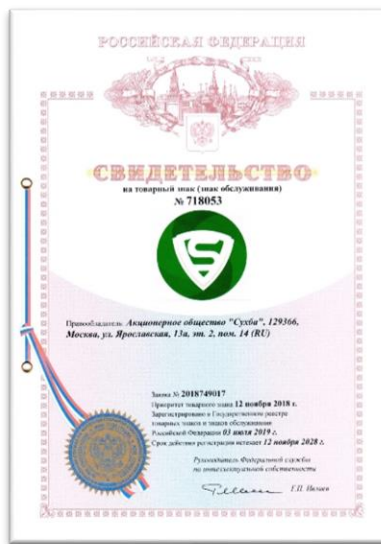 РОССИЙСКАЯ ФЕДЕРАЦИЯ
СВИДЕТЕЛЬСТВО
на товарный знак (знак обслуживания)
№ 718053
S
Правообладатель: Акционерное общество "Сухба", 129366,
Москва, ул. Ярославская, 13а, эт. 2, пом. 14 (RU)
Заявка № 2018749017
Приоритет товарного знака 12 ноября 2018 г.
Зарегистрировано в Государственном реестре
товарных знаков и знаков обслуживания
Российской Федерации 03 июля 2019 г.
Срок действия регистрации истекает 12 ноября 2028 г.
Руководитель Федеральной службы
по интеллектуальной собственности
Г.П. Ивлиев